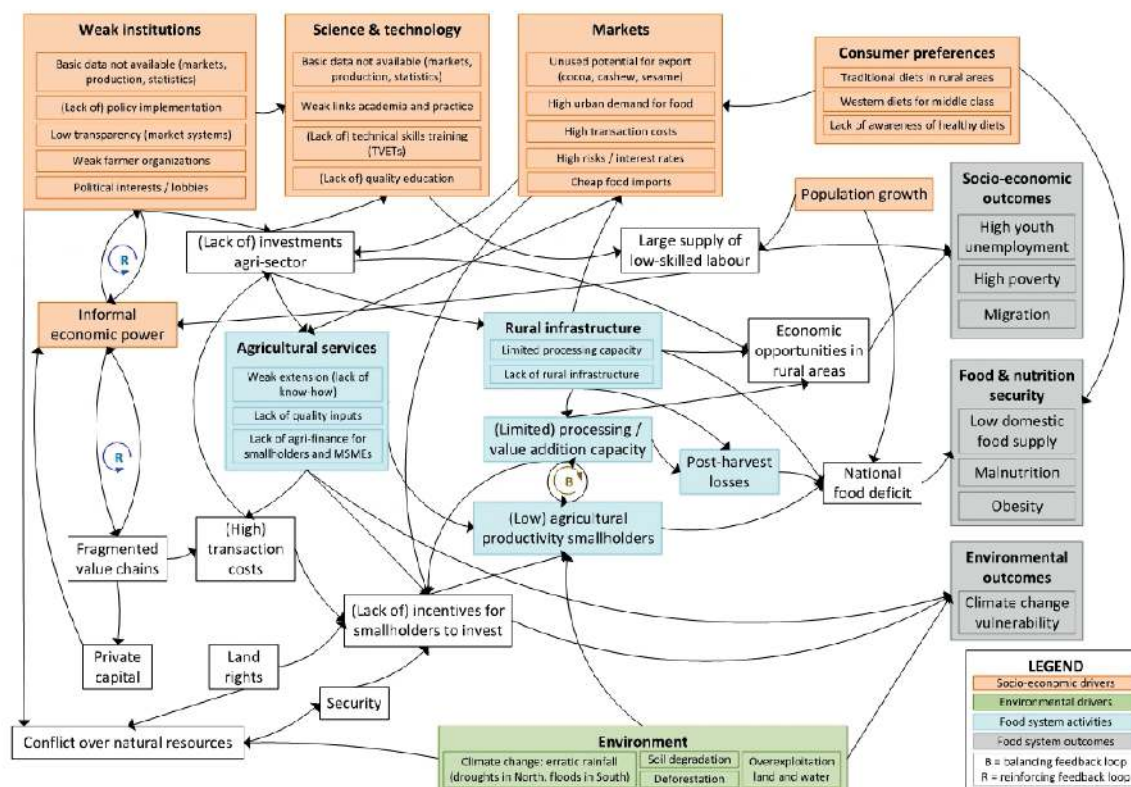 Weak institutions
Basic data not available (markets,
production, statistics)
(Lack of) policy implementation
Low transparency (market systems)
Weak farmer organizations
Political interests / lobbies
Science & technology
Basic data not available (markets,
production, statistics)
Weak links academia and practice
(Lack of) technical skills training
(TVETs)
(Lack of) quality education
Markets
Unused potential for export
(cocoa, cashew, sesame)
High urban demand for food
High transaction costs
High risks / interest rates
Cheap food imports
Consumer preferences
Traditional diets in rural areas
Western diets for middle class
Lack of awareness of healthy diets
Population growth
Socio-economic
outcomes
High youth
unemployment
High poverty
Migration
(Lack of) investments
agri-sector
Large supply of
low-skilled labour
R
Informal
economic power
Agricultural services
Weak extension (lack of
know-how)
Lack of quality inputs
Lack of agri-finance for
smallholders and MSMEs
Rural infrastructure
Limited processing capacity
Lack of rural infrastructure
Economic
opportunities in
rural areas
Food & nutrition
security
Low domestic
food supply
Malnutrition
Obesity
R
(Limited) processing /
value addition capacity
Post-harvest
losses
National
food deficit
B
(Low) agricultural
productivity smallholders
Fragmented
value chains
(High)
transaction
costs
(Lack of) incentives for
smallholders to invest
Environmental
outcomes
Climate change
vulnerability
Private
capital
Land
rights
Security
Conflict over natural resources
Environment
Climate change: erratic rainfall
(droughts in North, floods in South)
Soil degradation
Deforestation
Overexploitation
land and water
LEGEND
Socio-economic drivers
Environmental drivers
Food system activities
Food system outcomes
B = balancing feedback loop
R = reinforcing feedback loop